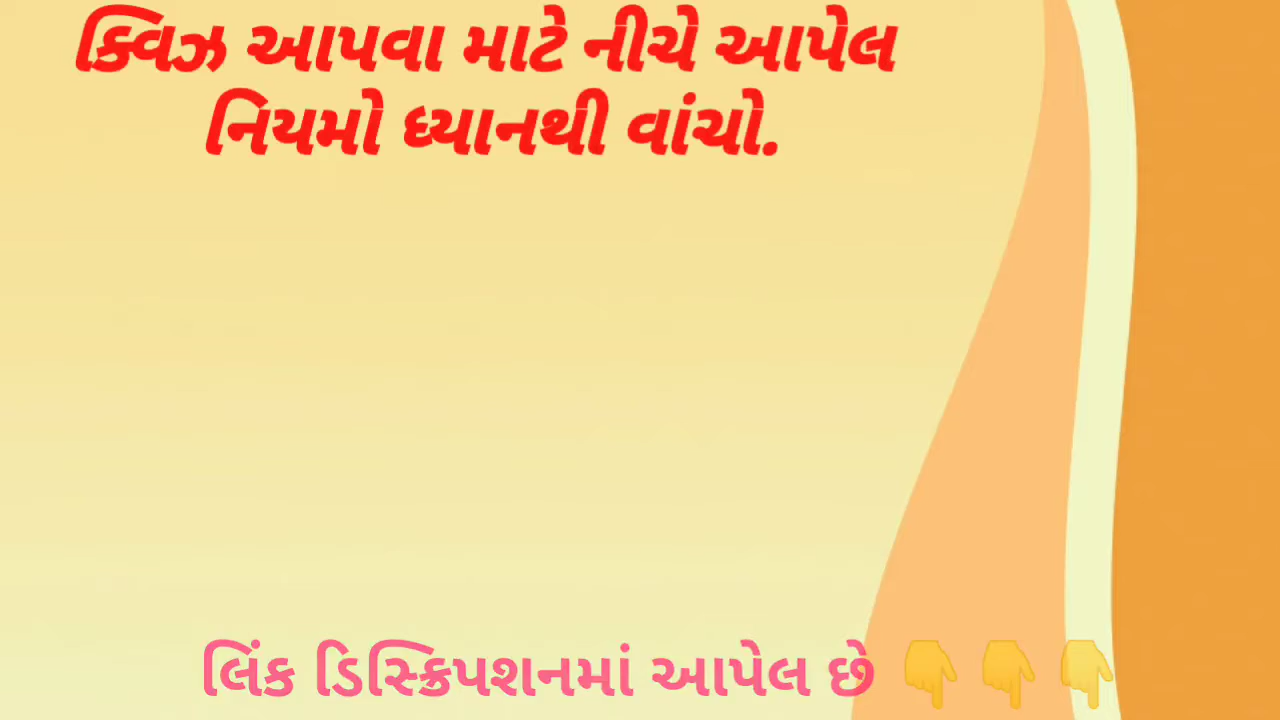 ક્વિઝ આપવા માટે નીચે આપેલ
નિયમો ધ્યાનથી વાંચો.
લિંક ડિસ્ક્રિપશનમાં આપેલ છે 👇 👇 👇